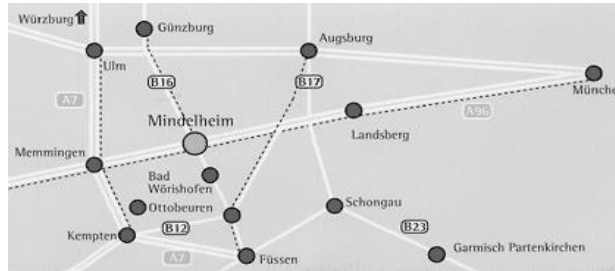 Würzburg
Günzburg
Augsburg
Ulm
B16
B17
Münche
A7
Mindelheim
A96
Landsberg
Memmingen
Bad
Wörishofen
Ottobeuren
Schongau
B12
B23
Kempten
A7
Füssen
Garmisch Partenkirchen